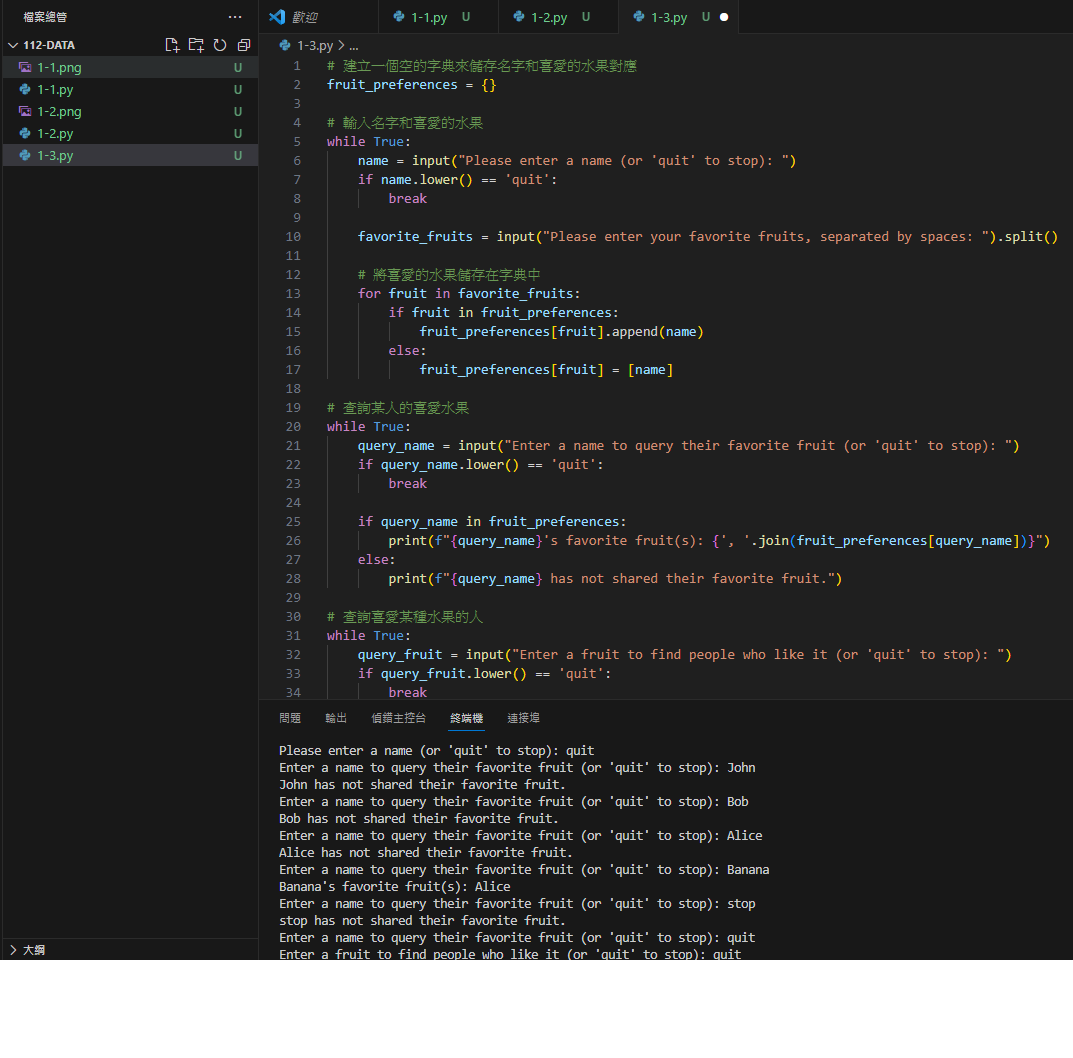 檔案總管
歡迎
1-1.py U
1-2.py U
1-3.py U
112-DATA
1-3.py > ...
1-1.png U
1-1.py U
1-2.png U
1-2.py U
1-3.py U
1 # 建立一個空的字典來儲存名字和喜愛的水果對應
2 fruit_preferences = {}
3
4 # 輸入名字和喜愛的水果
5 while True:
6     name = input("Please enter a name (or 'quit' to stop): ")
7     if name.lower() == 'quit':
8         break
9
10     favorite_fruits = input("Please enter your favorite fruits, separated by spaces: ").split()
11
12     # 將喜愛的水果儲存在字典中
13     for fruit in favorite_fruits:
14         if fruit in fruit_preferences:
15             fruit_preferences[fruit].append(name)
16         else:
17             fruit_preferences[fruit] = [name]
18
19 # 查詢某人的喜愛水果
20 while True:
21     query_name = input("Enter a name to query their favorite fruit (or 'quit' to stop): ")
22     if query_name.lower() == 'quit':
23         break
24
25     if query_name in fruit_preferences:
26         print(f"{query_name}'s favorite fruit(s): {', '.join(fruit_preferences[query_name])}")
27     else:
28         print(f"{query_name} has not shared their favorite fruit.")
29
30 # 查詢喜愛某種水果的人
31 while True:
32     query_fruit = input("Enter a fruit to find people who like it (or 'quit' to stop): ")
33     if query_fruit.lower() == 'quit':
34         break
問題 輸出 偵錯主控台 終端機 連接埠
Please enter a name (or 'quit' to stop): quit
Enter a name to query their favorite fruit (or 'quit' to stop): John
John has not shared their favorite fruit.
Enter a name to query their favorite fruit (or 'quit' to stop): Bob
Bob has not shared their favorite fruit.
Enter a name to query their favorite fruit (or 'quit' to stop): Alice
Alice has not shared their favorite fruit.
Enter a name to query their favorite fruit (or 'quit' to stop): Banana
Banana's favorite fruit(s): Alice
Enter a name to query their favorite fruit (or 'quit' to stop): stop
stop has not shared their favorite fruit.
Enter a name to query their favorite fruit (or 'quit' to stop): quit
Enter a fruit to find people who like it (or 'quit' to stop): quit
大綱